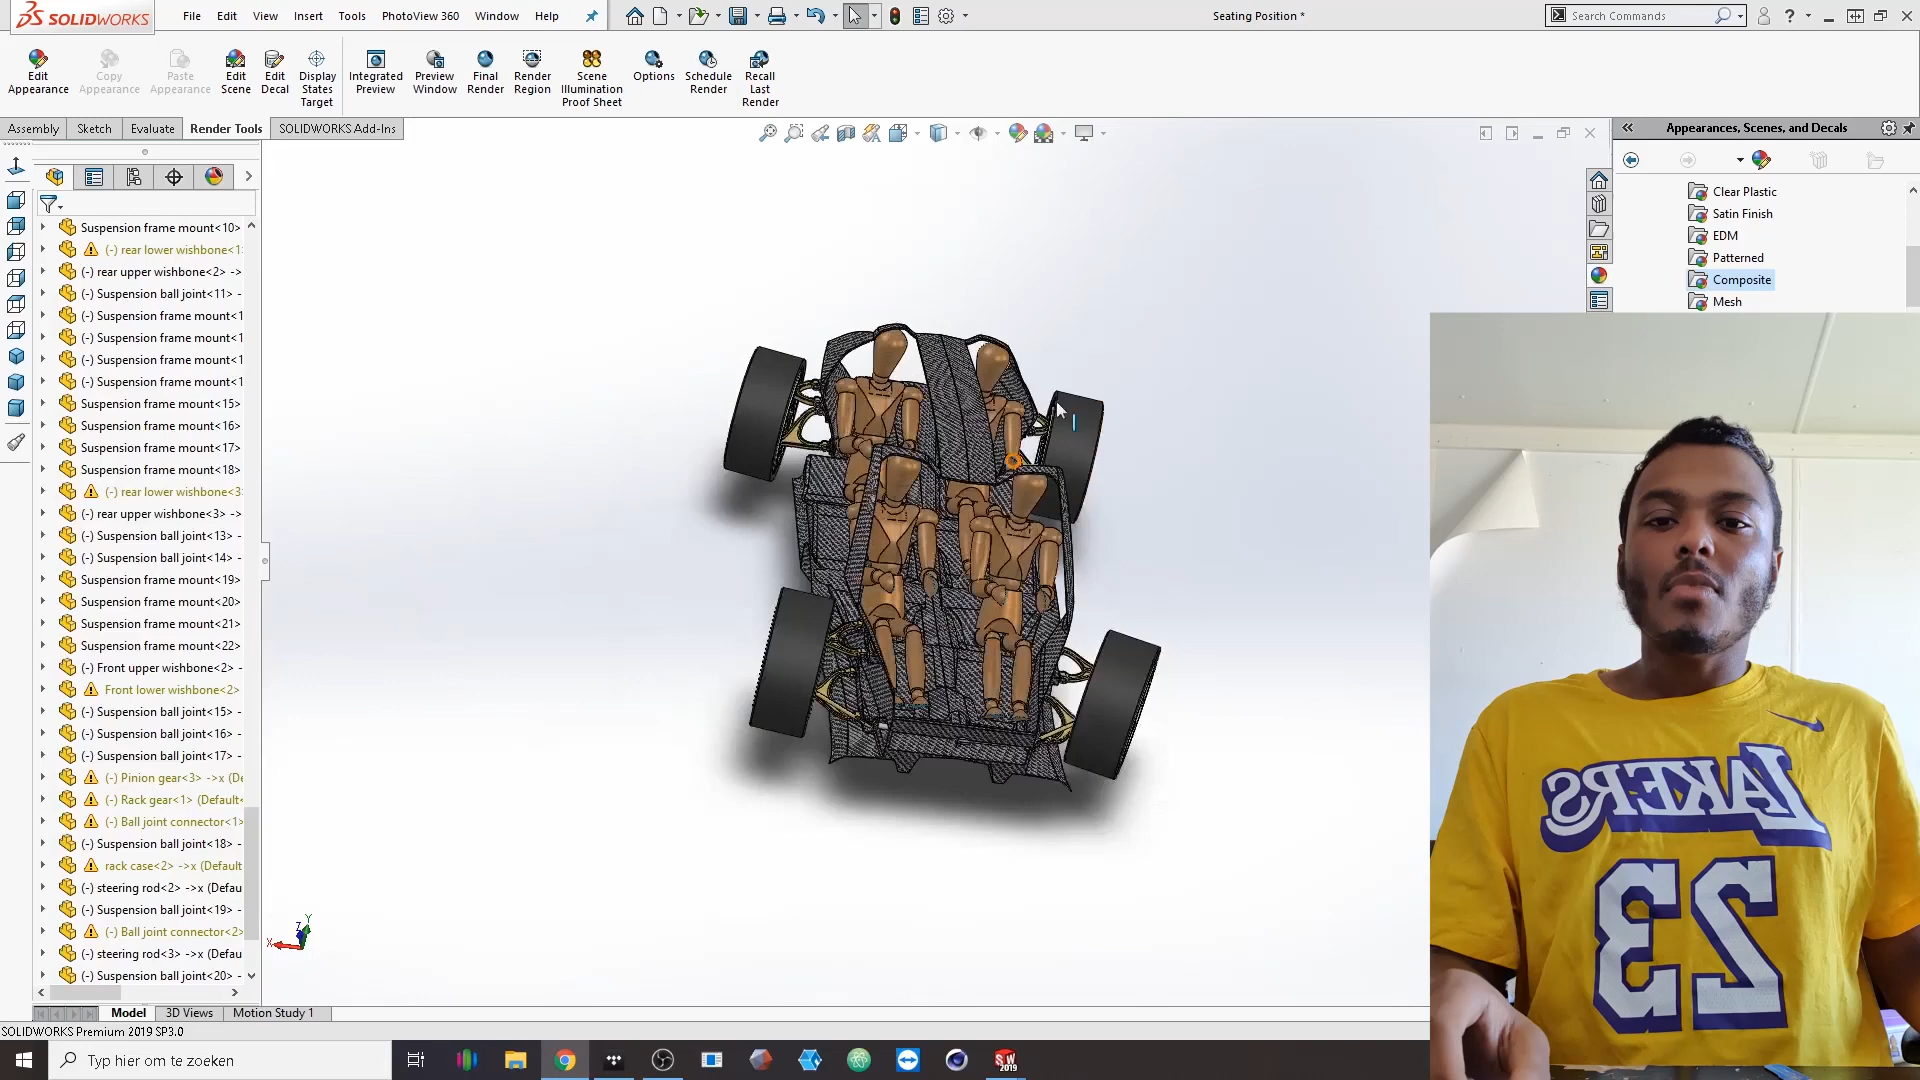 SOLIDWORKS
File Edit View Insert Tools PhotoView 360 Window Help
Seating Position *
Search Commands
Edit Appearance
Copy Appearance
Paste Appearance
Edit Scene
Edit Decal
Display States Target
Integrated Preview
Preview Window
Final Render
Render Region
Scene Illumination Proof Sheet
Options
Schedule Render
Recall Last Render
Assembly Sketch Evaluate Render Tools SOLIDWORKS Add-Ins
Appearances, Scenes, and Decals
Clear Plastic
Satin Finish
EDM
Patterned
Composite
Mesh
Suspension frame mount<10>
(-) rear lower wishbone<1
(-) rear upper wishbone<2> ->
(-) Suspension ball joint<11> -
(-) Suspension frame mount<1
(-) Suspension frame mount<1
(-) Suspension frame mount<1
(-) Suspension frame mount<1
Suspension frame mount<15>
Suspension frame mount<16>
Suspension frame mount<17>
Suspension frame mount<18>
(-) rear lower wishbone<3
(-) rear upper wishbone<3> ->
(-) Suspension ball joint<13> -
(-) Suspension ball joint<14> -
Suspension frame mount<19>
Suspension frame mount<20>
Suspension frame mount<21>
Suspension frame mount<22>
(-) Front upper wishbone<2> -
Front lower wishbone<2>
(-) Suspension ball joint<15> -
(-) Suspension ball joint<16> -
(-) Suspension ball joint<17> -
(-) Pinion gear<3> ->x (De
(-) Rack gear<1> (Default<
(-) Ball joint connector<1>
(-) Suspension ball joint<18> -
rack case<2> ->x (Default
(-) steering rod<2> ->x (Defau
(-) Suspension ball joint<19> -
(-) Ball joint connector<2>
(-) steering rod<3> ->x (Defau
(-) Suspension ball joint<20> -
X Y Z
LAKERS
23
Model 3D Views Motion Study 1
SOLIDWORKS Premium 2019 SP3.0
Typ hier om te zoeken
SW
2019